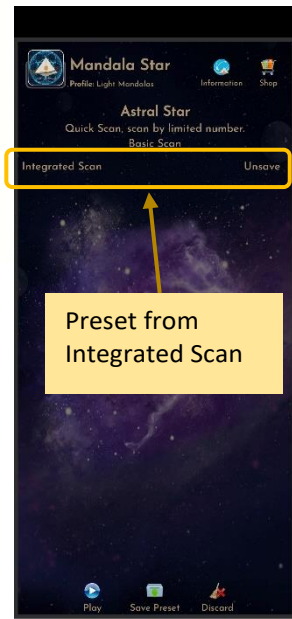 Mandala Star
Profile: Light Mandalas
Information
Shop
Astral Star
Quick Scan, scan by limited number.
Basic Scan
Integrated Scan
Unsave
Preset from
Integrated Scan
Play
Save Preset
Discard